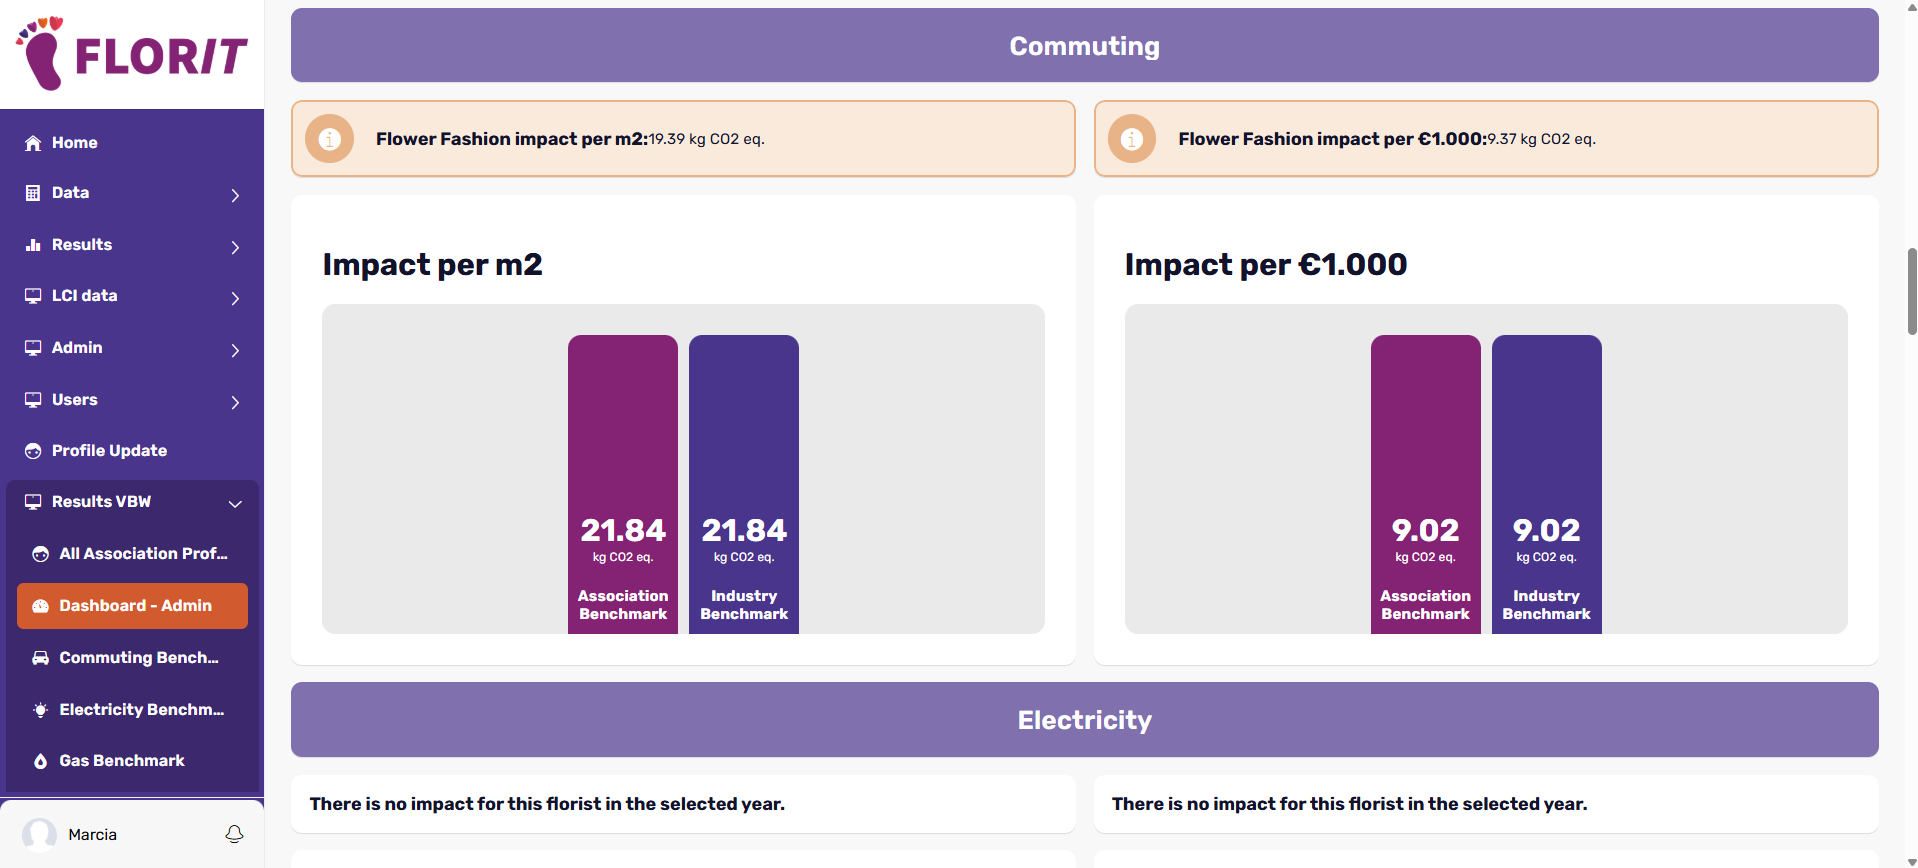 FLORIT
Home
Data
Results
LCI data
Admin
Users
Profile Update
Results VBW
All Association Prof...
Dashboard - Admin
Commuting Bench...
Electricity Benchm...
Gas Benchmark
Marcia
Commuting
Flower Fashion impact per m2:19.39 kg CO2 eq.
Flower Fashion impact per €1.000:9.37 kg CO2 eq.
Impact per m2
21.84
kg CO2 eq.
Association
Benchmark
21.84
kg CO2 eq.
Industry
Benchmark
Impact per €1.000
9.02
kg CO2 eq.
Association
Benchmark
9.02
kg CO2 eq.
Industry
Benchmark
Electricity
There is no impact for this florist in the selected year.
There is no impact for this florist in the selected year.